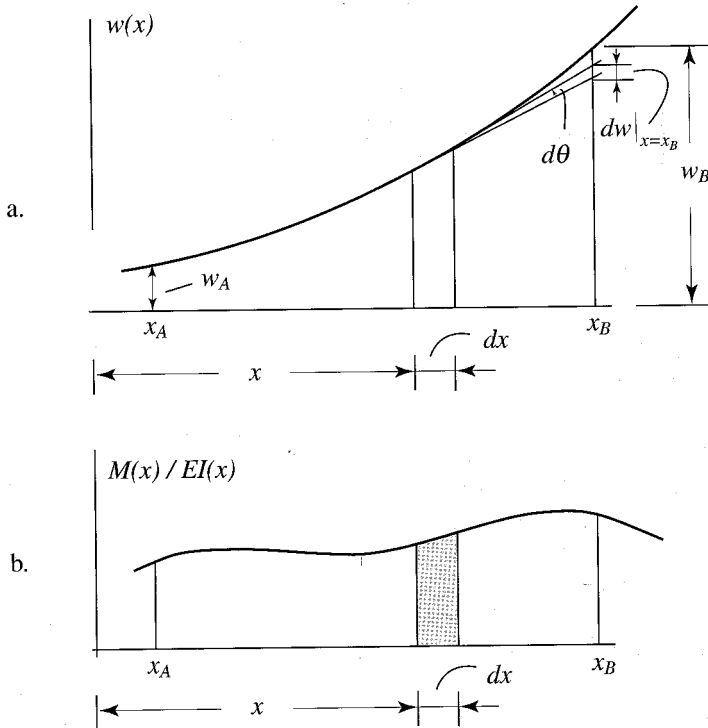 w(x)
dθ
dw|x=xB
wB
a.
wA
xA
xB
dx
x
M(x) / EI(x)
b.
xA
xB
dx
x